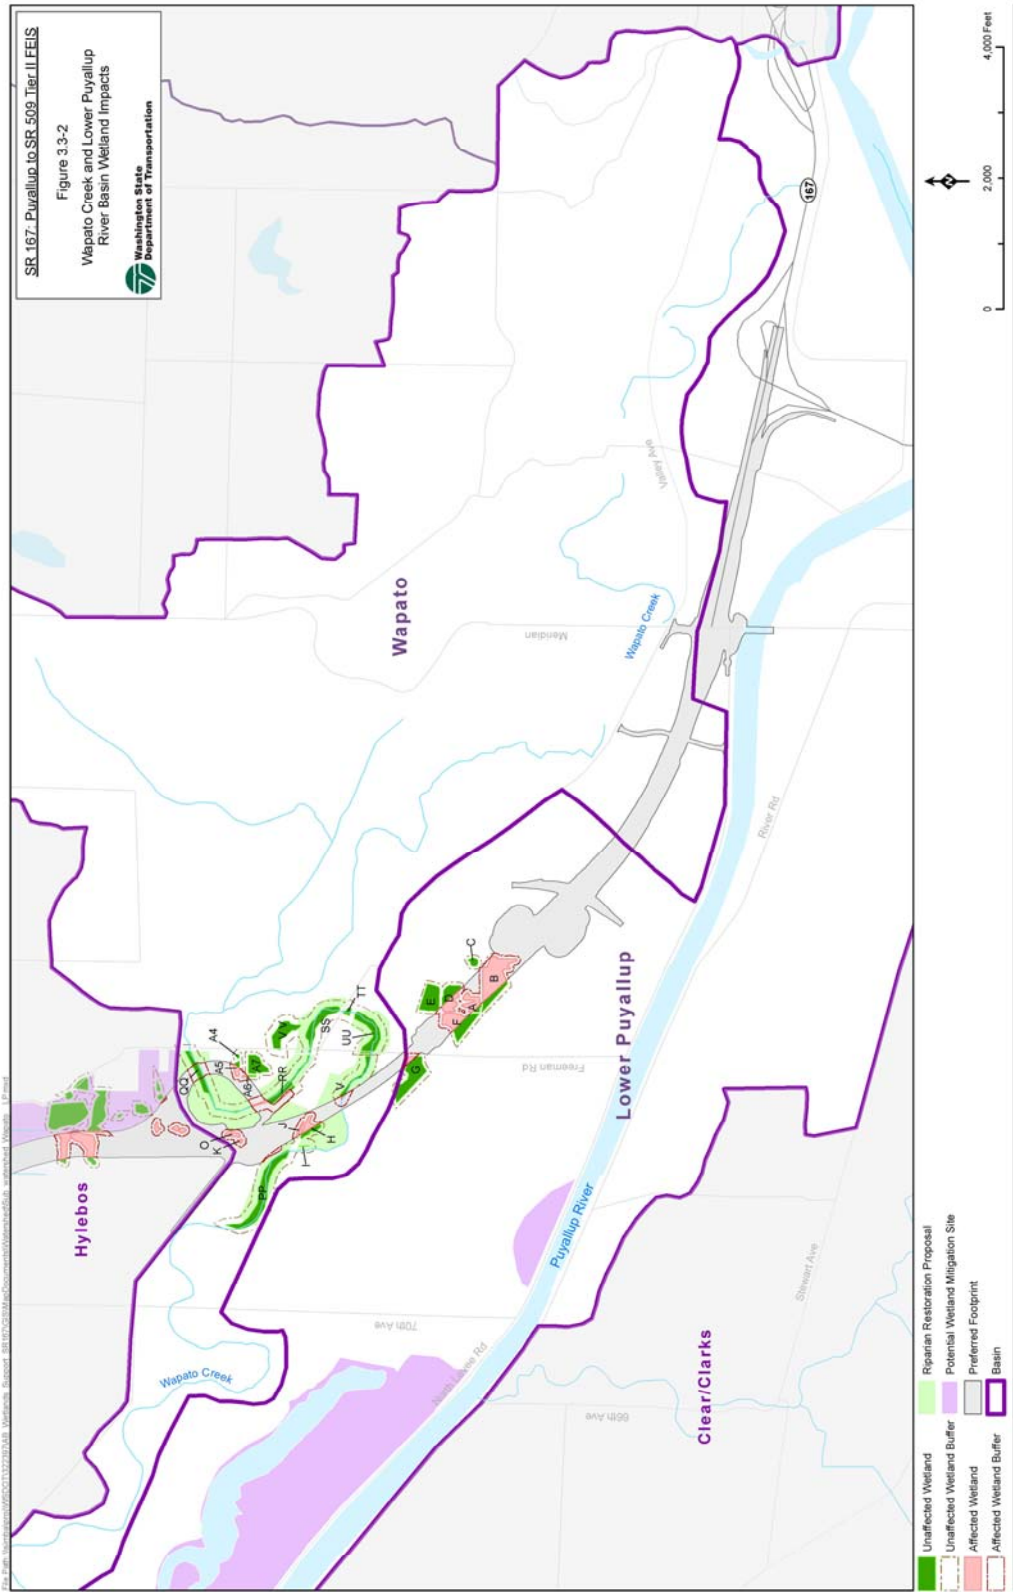 SR 167: Puyallup to SR 509 Tier II FEIS
Figure 3.3-2
Wapato Creek and Lower Puyallup
River Basin Wetland Impacts
Washington State
Department of Transportation
Hylebos
Wapato
Lower Puyallup
Clear/Clarks
Wapato Creek
Wapato Creek
Puyallup River
North Levee Rd
70th Ave
66th Ave
Stewart Ave
Freeman Rd
River Rd
Meridian
Valley Ave
167
N
O
K
QQ
A5
A4
A6
A7
RR
VV
SS
TT
UU
V
J
H
I
PP
G
E
D
F
A
B
C
0
2,000
4,000 Feet
Unaffected Wetland
Unaffected Wetland Buffer
Affected Wetland
Affected Wetland Buffer
Riparian Restoration Proposal
Potential Wetland Mitigation Site
Preferred Footprint
Basin